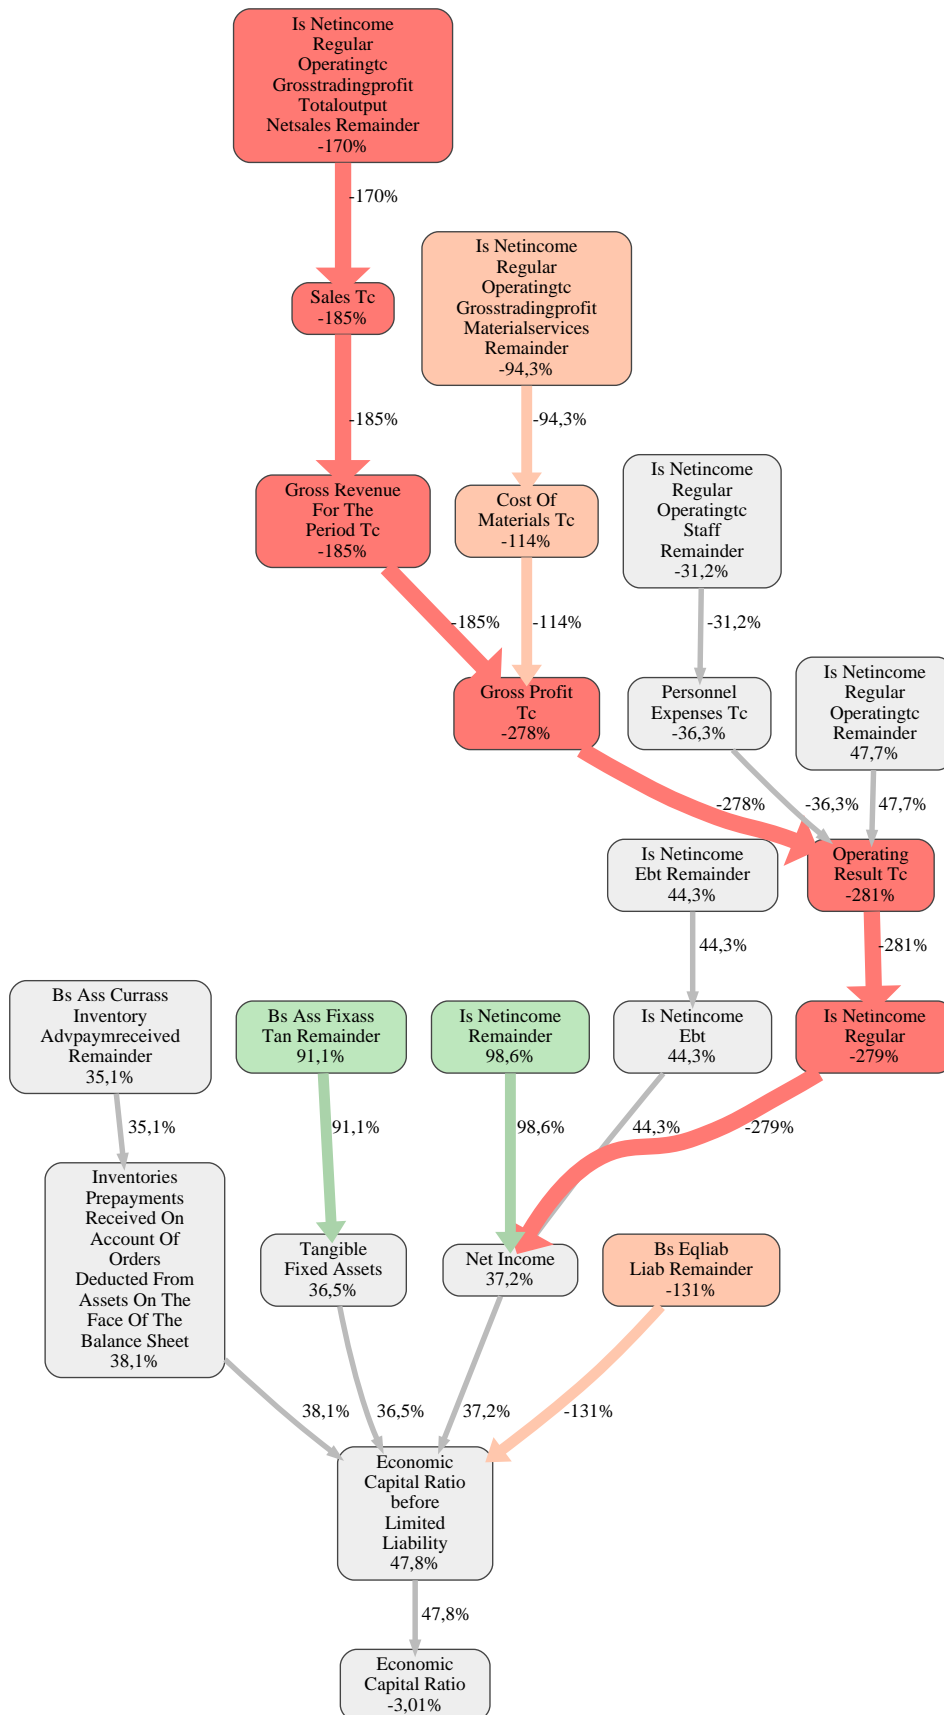 Is Netincome
Regular
Operatingtc
Grosstradingprofit
Totaloutput
Netsales Remainder
-170%
-170%
Sales Tc
-185%
Is Netincome
Regular
Operatingtc
Grosstradingprofit
Materialservices
Remainder
-94,3%
-185%
-94,3%
Gross Revenue
For The
Period Tc
-185%
Cost Of
Materials Tc
-114%
Is Netincome
Regular
Operatingtc
Staff
Remainder
-31,2%
-185%
-114%
-31,2%
Gross Profit
Tc
-278%
Personnel
Expenses Tc
-36,3%
Is Netincome
Regular
Operatingtc
Remainder
47,7%
-278%
-36,3%
47,7%
Is Netincome
Ebt Remainder
44,3%
Operating
Result Tc
-281%
44,3%
-281%
Bs Ass Currass
Inventory
Advpaymreceived
Remainder
35,1%
Bs Ass Fixass
Tan Remainder
91,1%
Is Netincome
Remainder
98,6%
Is Netincome
Ebt
44,3%
Is Netincome
Regular
-279%
35,1%
91,1%
98,6%
44,3%
-279%
Inventories
Prepayments
Received On
Account Of
Orders
Deducted From
Assets On The
Face Of The
Balance Sheet
38,1%
Tangible
Fixed Assets
36,5%
Net Income
37,2%
Bs Eqliab
Liab Remainder
-131%
38,1%
36,5%
37,2%
-131%
Economic
Capital Ratio
before
Limited
Liability
47,8%
47,8%
Economic
Capital Ratio
-3,01%